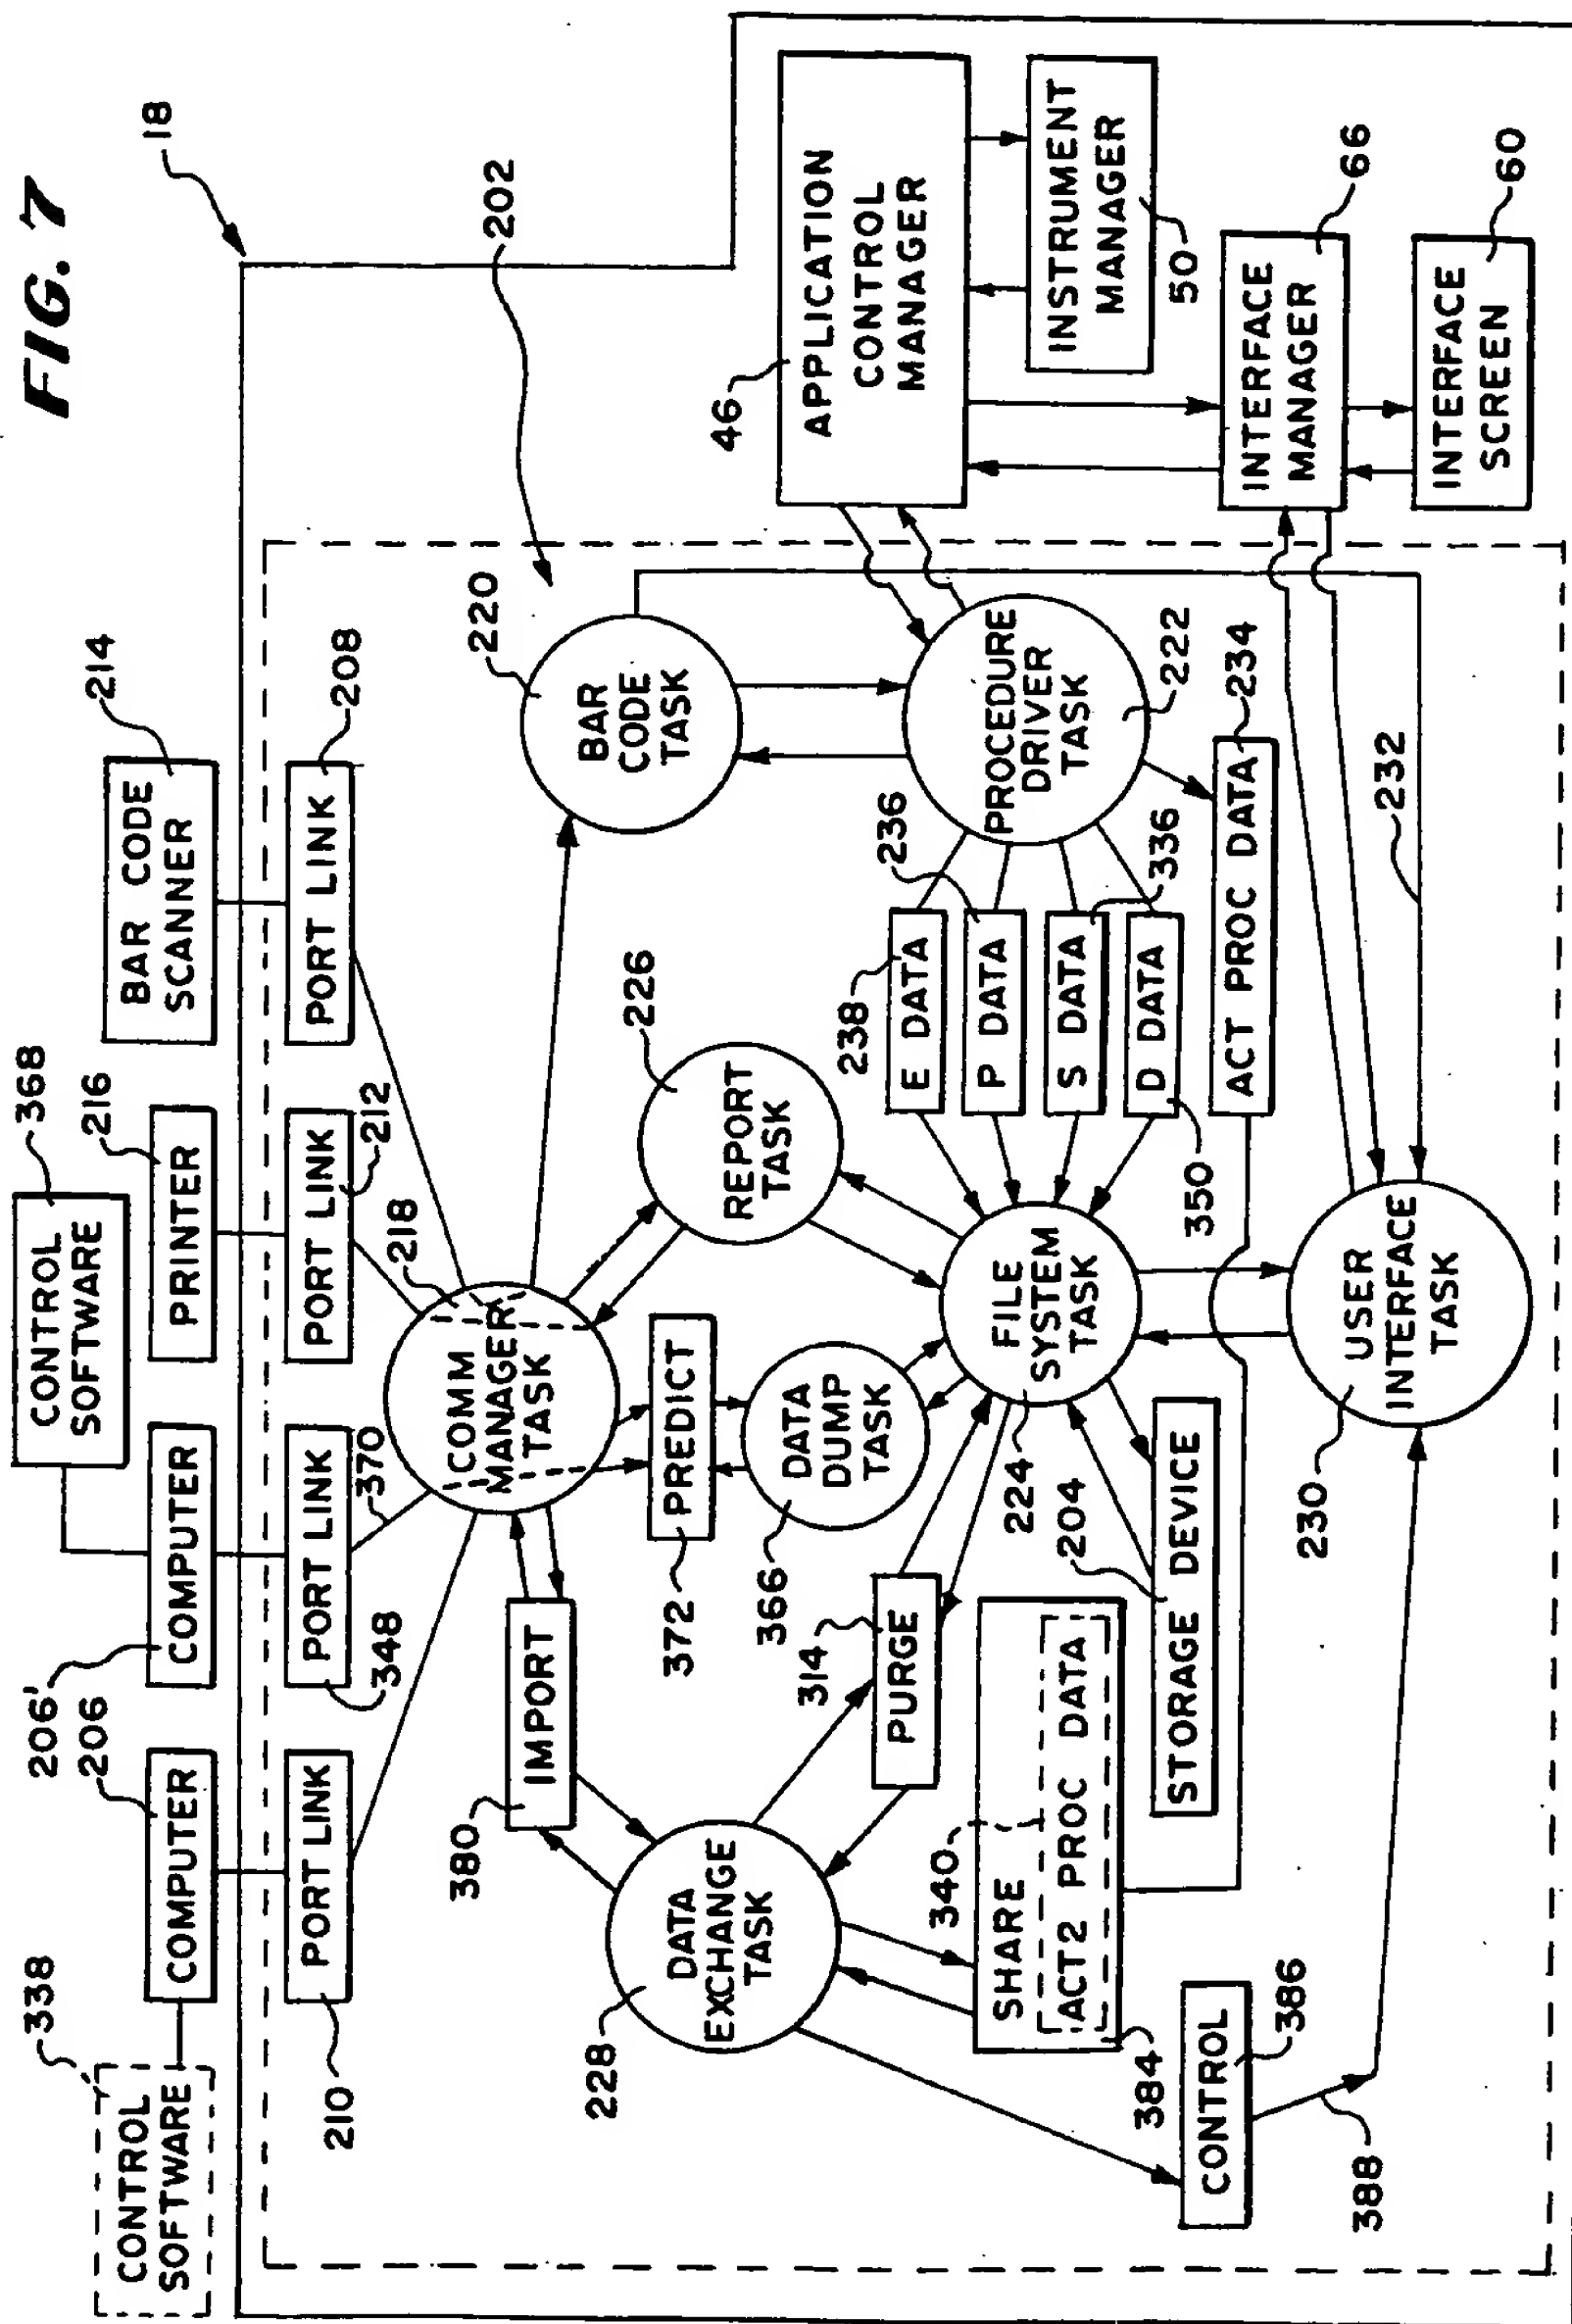 FIG. 7
18
202
338
CONTROL
SOFTWARE
CONTROL
SOFTWARE
368
206
206'
216
214
COMPUTER
COMPUTER
PRINTER
BAR CODE
SCANNER
PORT LINK
PORT LINK
PORT LINK
PORT LINK
210
348
370
212
208
218
COMM
MANAGER
TASK
220
BAR
CODE
TASK
380
IMPORT
372
PREDICT
226
REPORT
TASK
228
DATA
EXCHANGE
TASK
366
DATA
DUMP
TASK
314
PURGE
224
FILE
SYSTEM
TASK
238
E DATA
236
P DATA
S DATA
336
D DATA
350
PROCEDURE
DRIVER
TASK
222
234
ACT PROC DATA
340
SHARE
ACT2 PROC DATA
384
204
STORAGE DEVICE
CONTROL
386
388
230
USER
INTERFACE
TASK
232
46
APPLICATION
CONTROL
MANAGER
INSTRUMENT
MANAGER
50
INTERFACE
MANAGER
66
INTERFACE
SCREEN
60